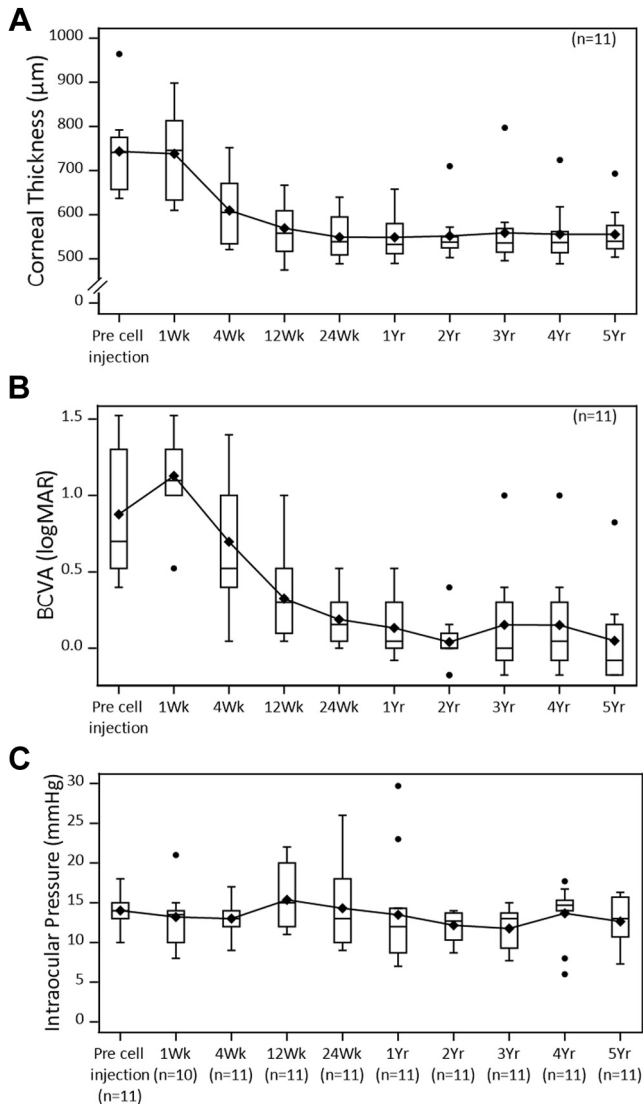 A
(n=11)
Corneal Thickness (µm)
1000
900
800
700
600
500
0
Pre cell 1Wk 4Wk 12Wk 24Wk 1Yr 2Yr 3Yr 4Yr 5Yr
injection
B
(n=11)
BCVA (logMAR)
1.5
1.0
0.5
0.0
Pre cell 1Wk 4Wk 12Wk 24Wk 1Yr 2Yr 3Yr 4Yr 5Yr
injection
C
Intraocular Pressure (mmHg)
30
25
20
15
10
5
0
Pre cell 1Wk 4Wk 12Wk 24Wk 1Yr 2Yr 3Yr 4Yr 5Yr
injection (n=10) (n=11) (n=11) (n=11) (n=11) (n=11) (n=11) (n=11) (n=11)
(n=11)